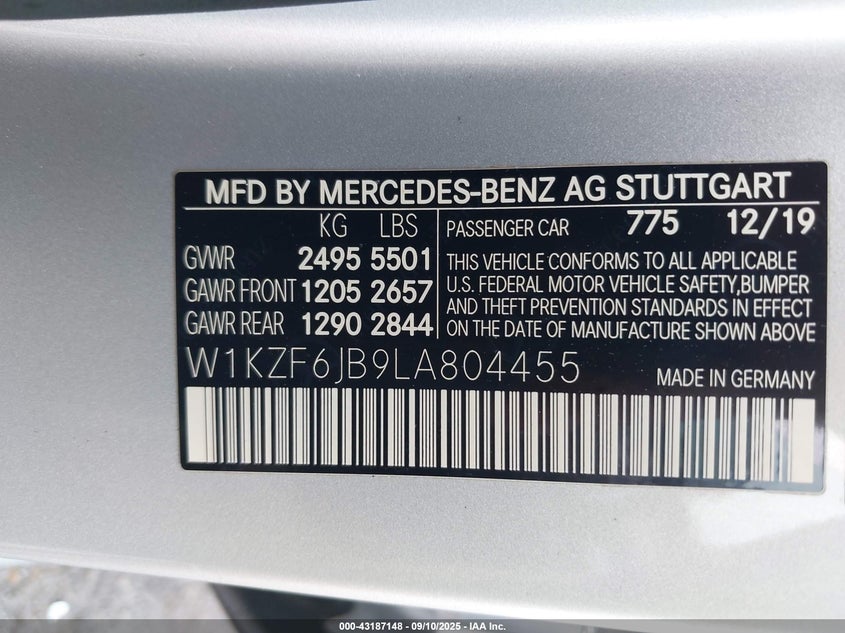 MFD BY MERCEDES-BENZ AG STUTTGART
KG LBS
GVWR 2495 5501
GAWR FRONT 1205 2657
GAWR REAR 1290 2844
PASSENGER CAR 775 12/19
THIS VEHICLE CONFORMS TO ALL APPLICABLE
U.S. FEDERAL MOTOR VEHICLE SAFETY,BUMPER
AND THEFT PREVENTION STANDARDS IN EFFECT
ON THE DATE OF MANUFACTURE SHOWN ABOVE
W1KZF6JB9LA804455
MADE IN GERMANY
000-43187148 - 09/10/2025 - IAA Inc.